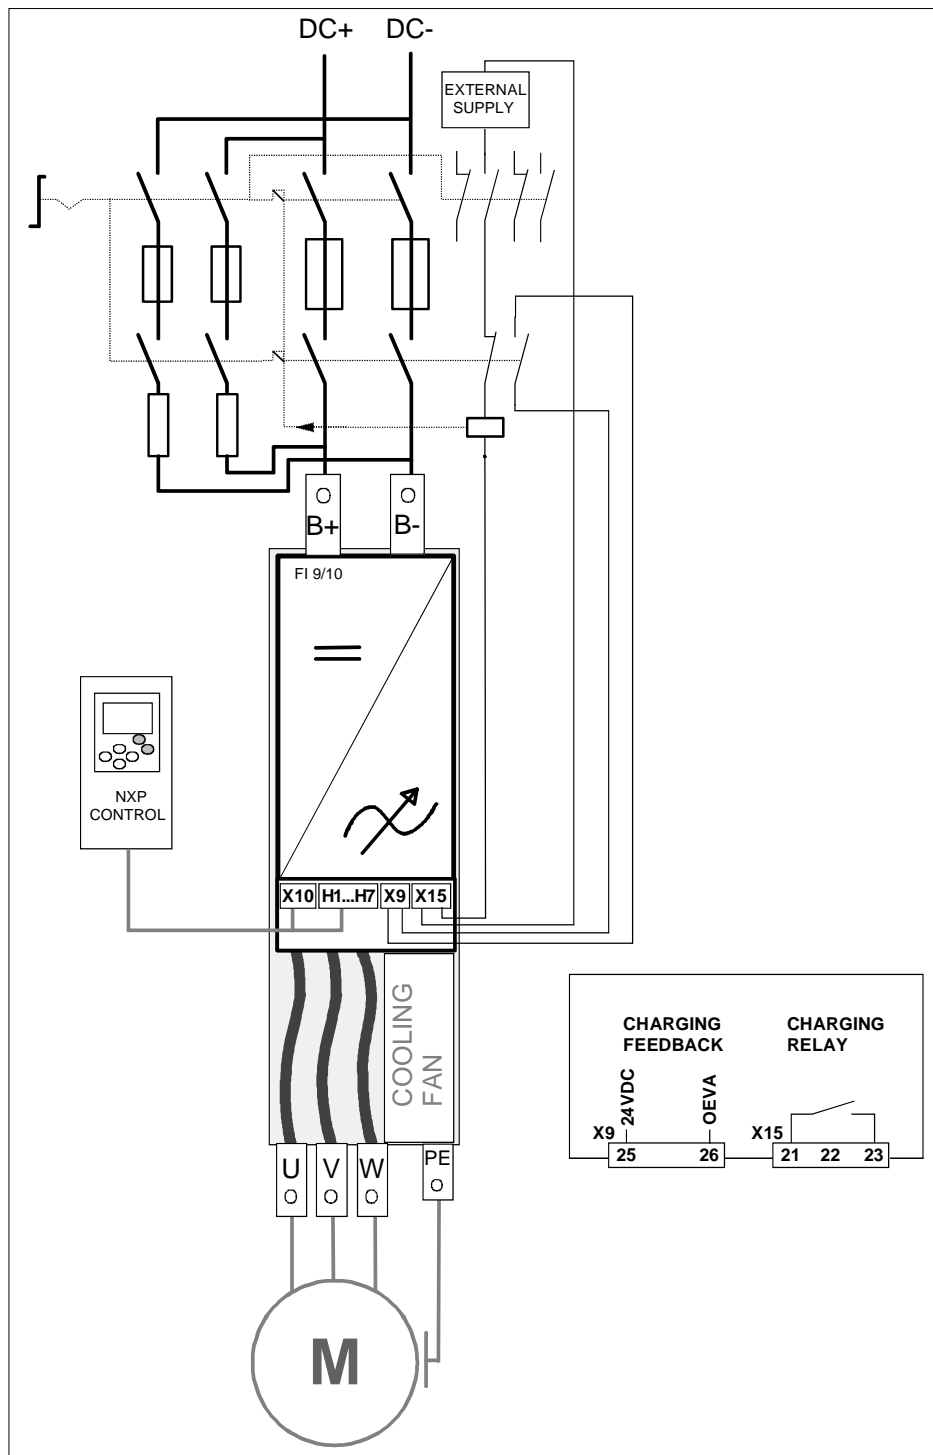 DC+ DC-
EXTERNAL
SUPPLY
B+ B-
FI 9/10
NXP
CONTROL
X10 H1...H7 X9 X15
COOLING
FAN
CHARGING
FEEDBACK
CHARGING
RELAY
24VDC
OEVA
X9
X15
25 26
21 22 23
U V W PE
M